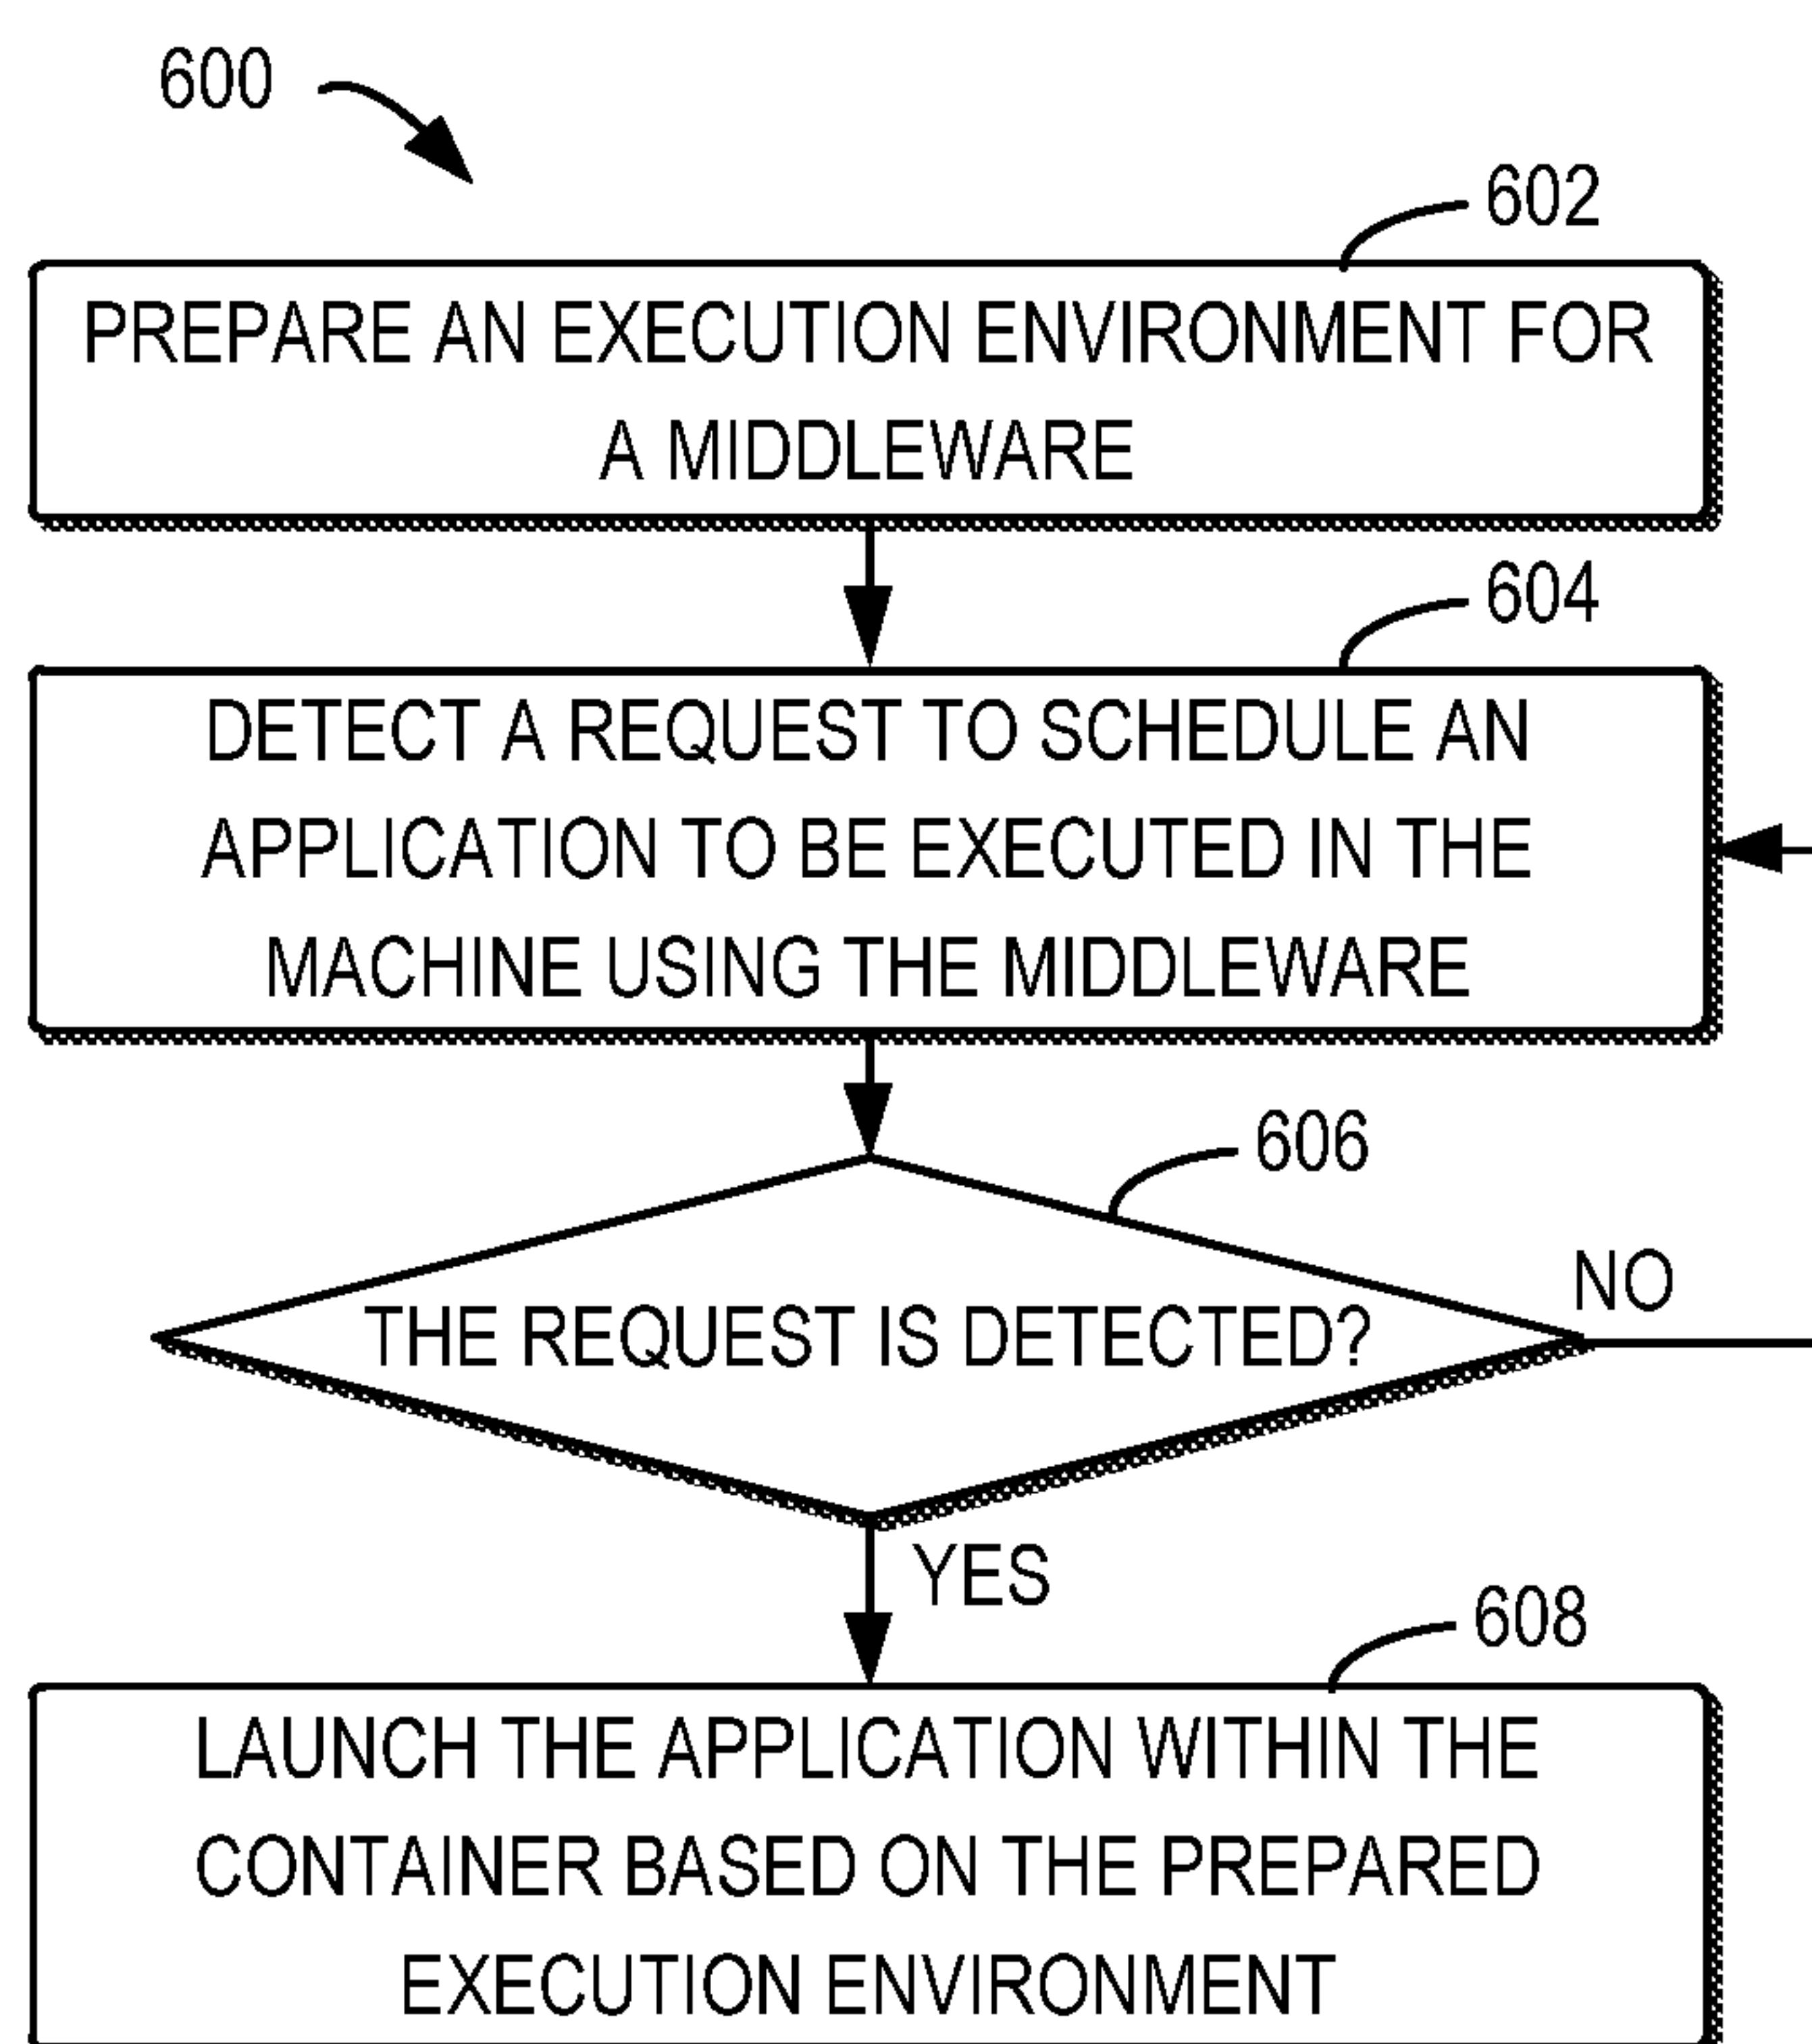 600
602
PREPARE AN EXECUTION ENVIRONMENT FOR
A MIDDLEWARE
604
DETECT A REQUEST TO SCHEDULE AN
APPLICATION TO BE EXECUTED IN THE
MACHINE USING THE MIDDLEWARE
606
THE REQUEST IS DETECTED?
NO
YES
608
LAUNCH THE APPLICATION WITHIN THE
CONTAINER BASED ON THE PREPARED
EXECUTION ENVIRONMENT